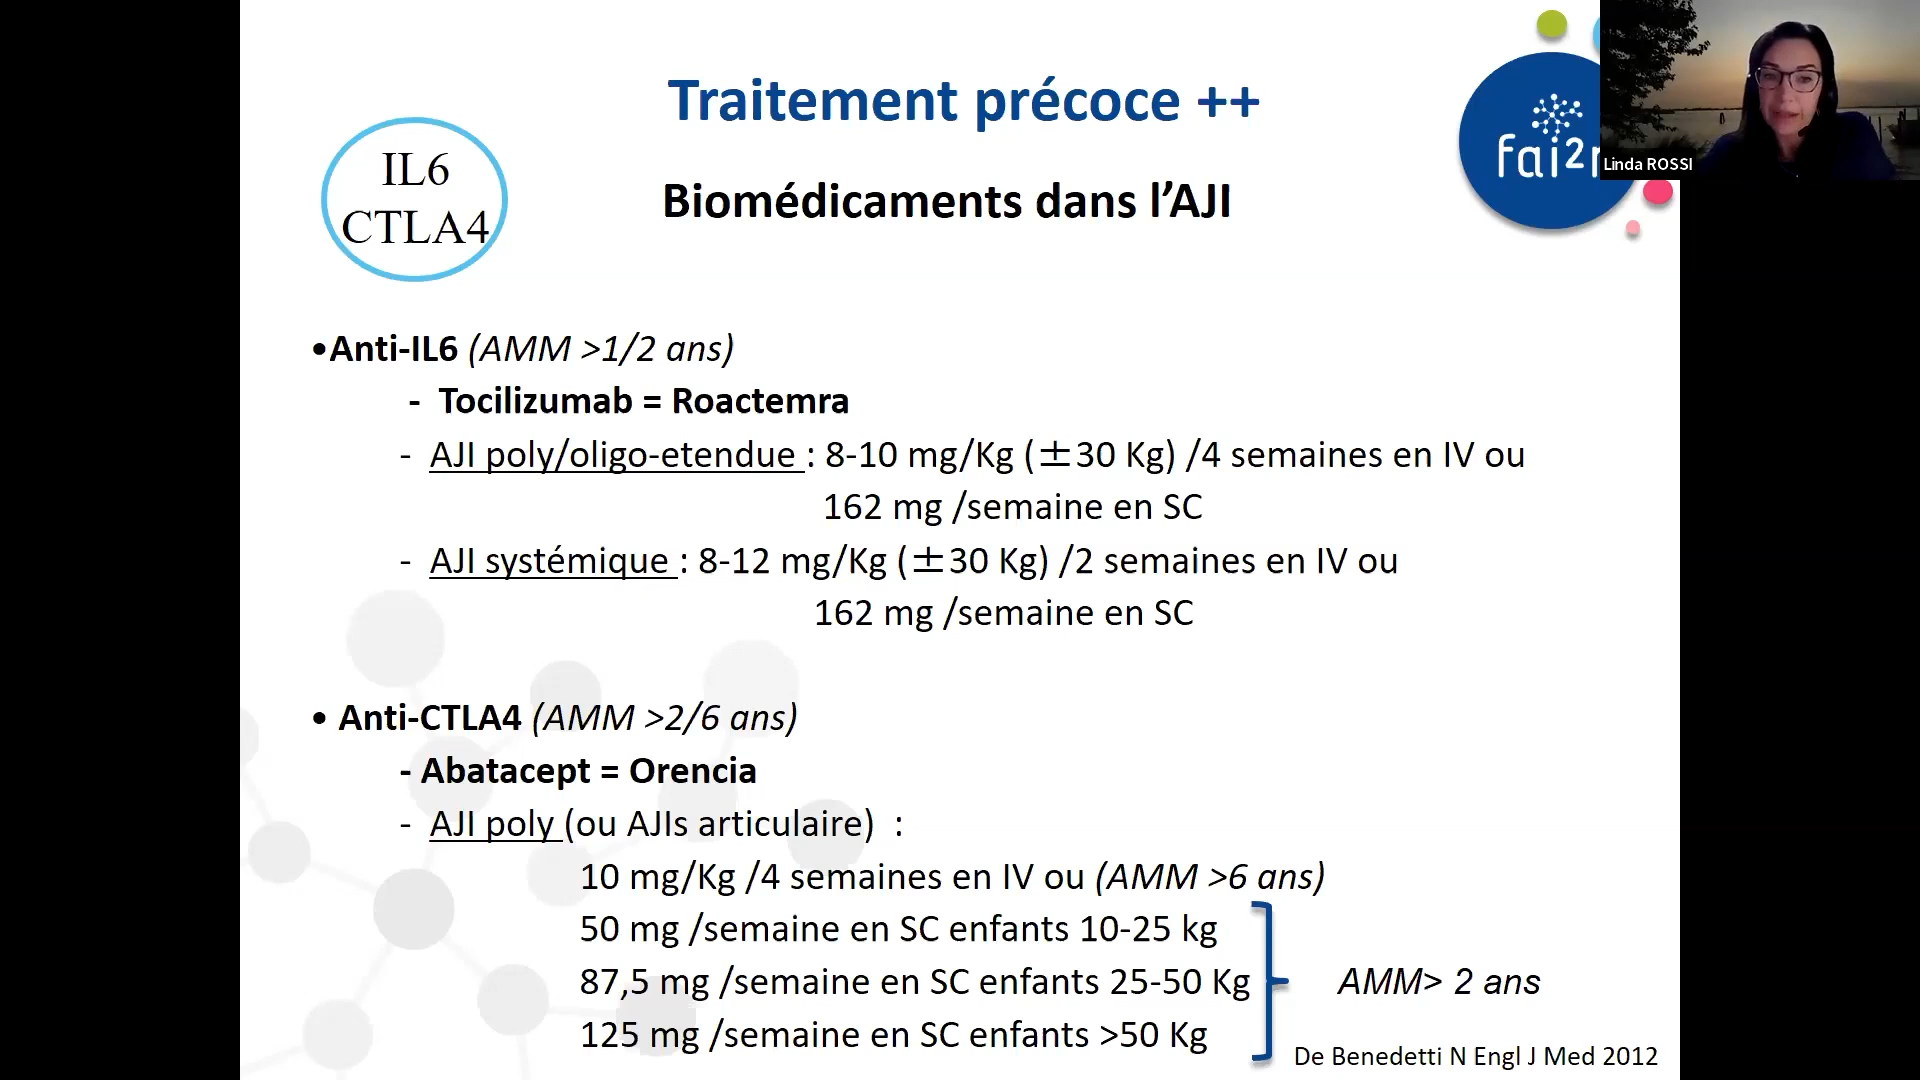 Traitement précoce ++
IL6
CTLA4
Biomédicaments dans l’AJI
fai2
Linda ROSSI
•Anti-IL6 (AMM >1/2 ans)
- Tocilizumab = Roactemra
- AJI poly/oligo-etendue : 8-10 mg/Kg (±30 Kg) /4 semaines en IV ou
162 mg /semaine en SC
- AJI systémique : 8-12 mg/Kg (±30 Kg) /2 semaines en IV ou
162 mg /semaine en SC
• Anti-CTLA4 (AMM >2/6 ans)
- Abatacept = Orencia
- AJI poly (ou AJIs articulaire) :
10 mg/Kg /4 semaines en IV ou (AMM >6 ans)
50 mg /semaine en SC enfants 10-25 kg
87,5 mg /semaine en SC enfants 25-50 Kg
125 mg /semaine en SC enfants >50 Kg
AMM> 2 ans
De Benedetti N Engl J Med 2012